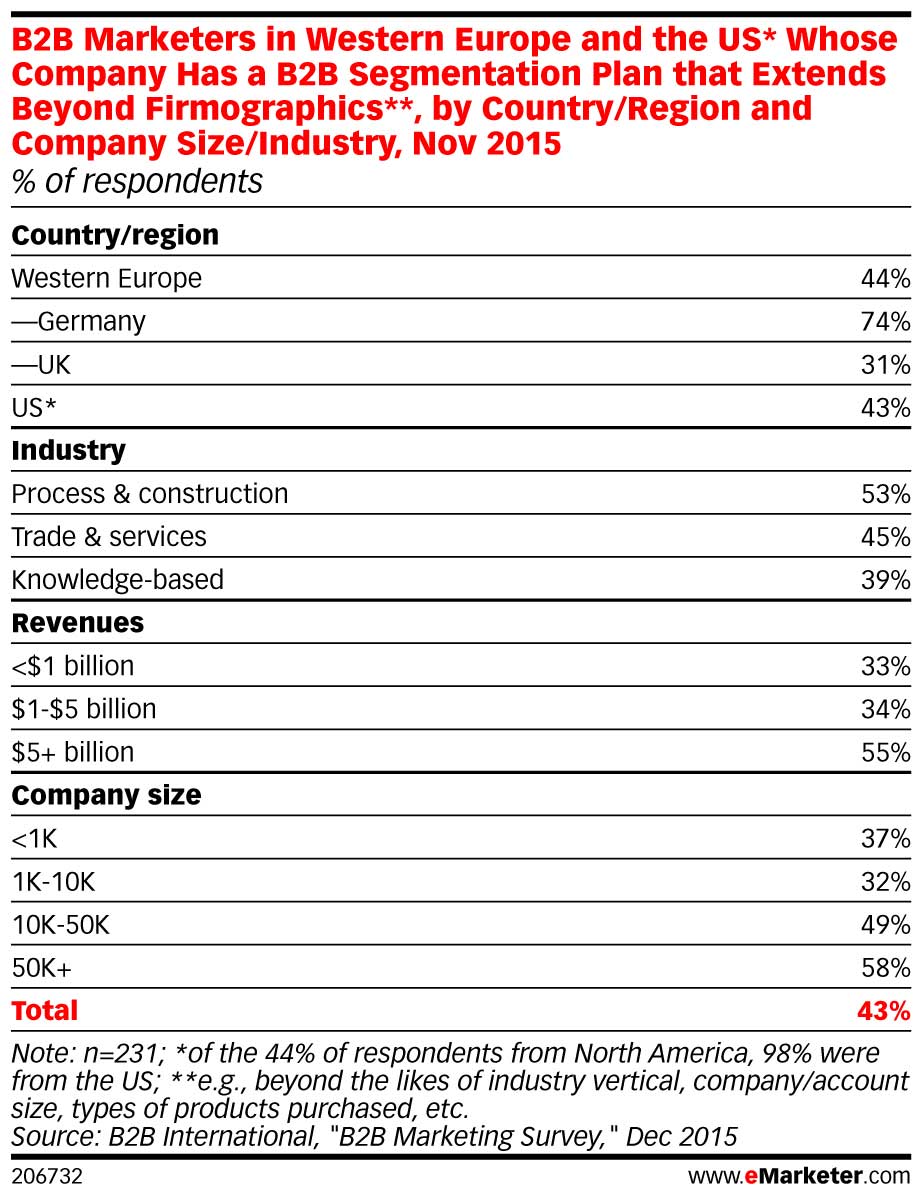 B2B Marketers in Western Europe and the US* Whose
Company Has a B2B Segmentation Plan that Extends
Beyond Firmographics**, by Country/Region and
Company Size/Industry, Nov 2015
% of respondents
Country/region
Western Europe 44%
—Germany 74%
—UK 31%
US* 43%
Industry
Process & construction 53%
Trade & services 45%
Knowledge-based 39%
Revenues
<$1 billion 33%
$1-$5 billion 34%
$5+ billion 55%
Company size
<1K 37%
1K-10K 32%
10K-50K 49%
50K+ 58%
Total 43%
Note: n=231; *of the 44% of respondents from North America, 98% were
from the US; **e.g., beyond the likes of industry vertical, company/account
size, types of products purchased, etc.
Source: B2B International, "B2B Marketing Survey," Dec 2015
206732 www.eMarketer.com